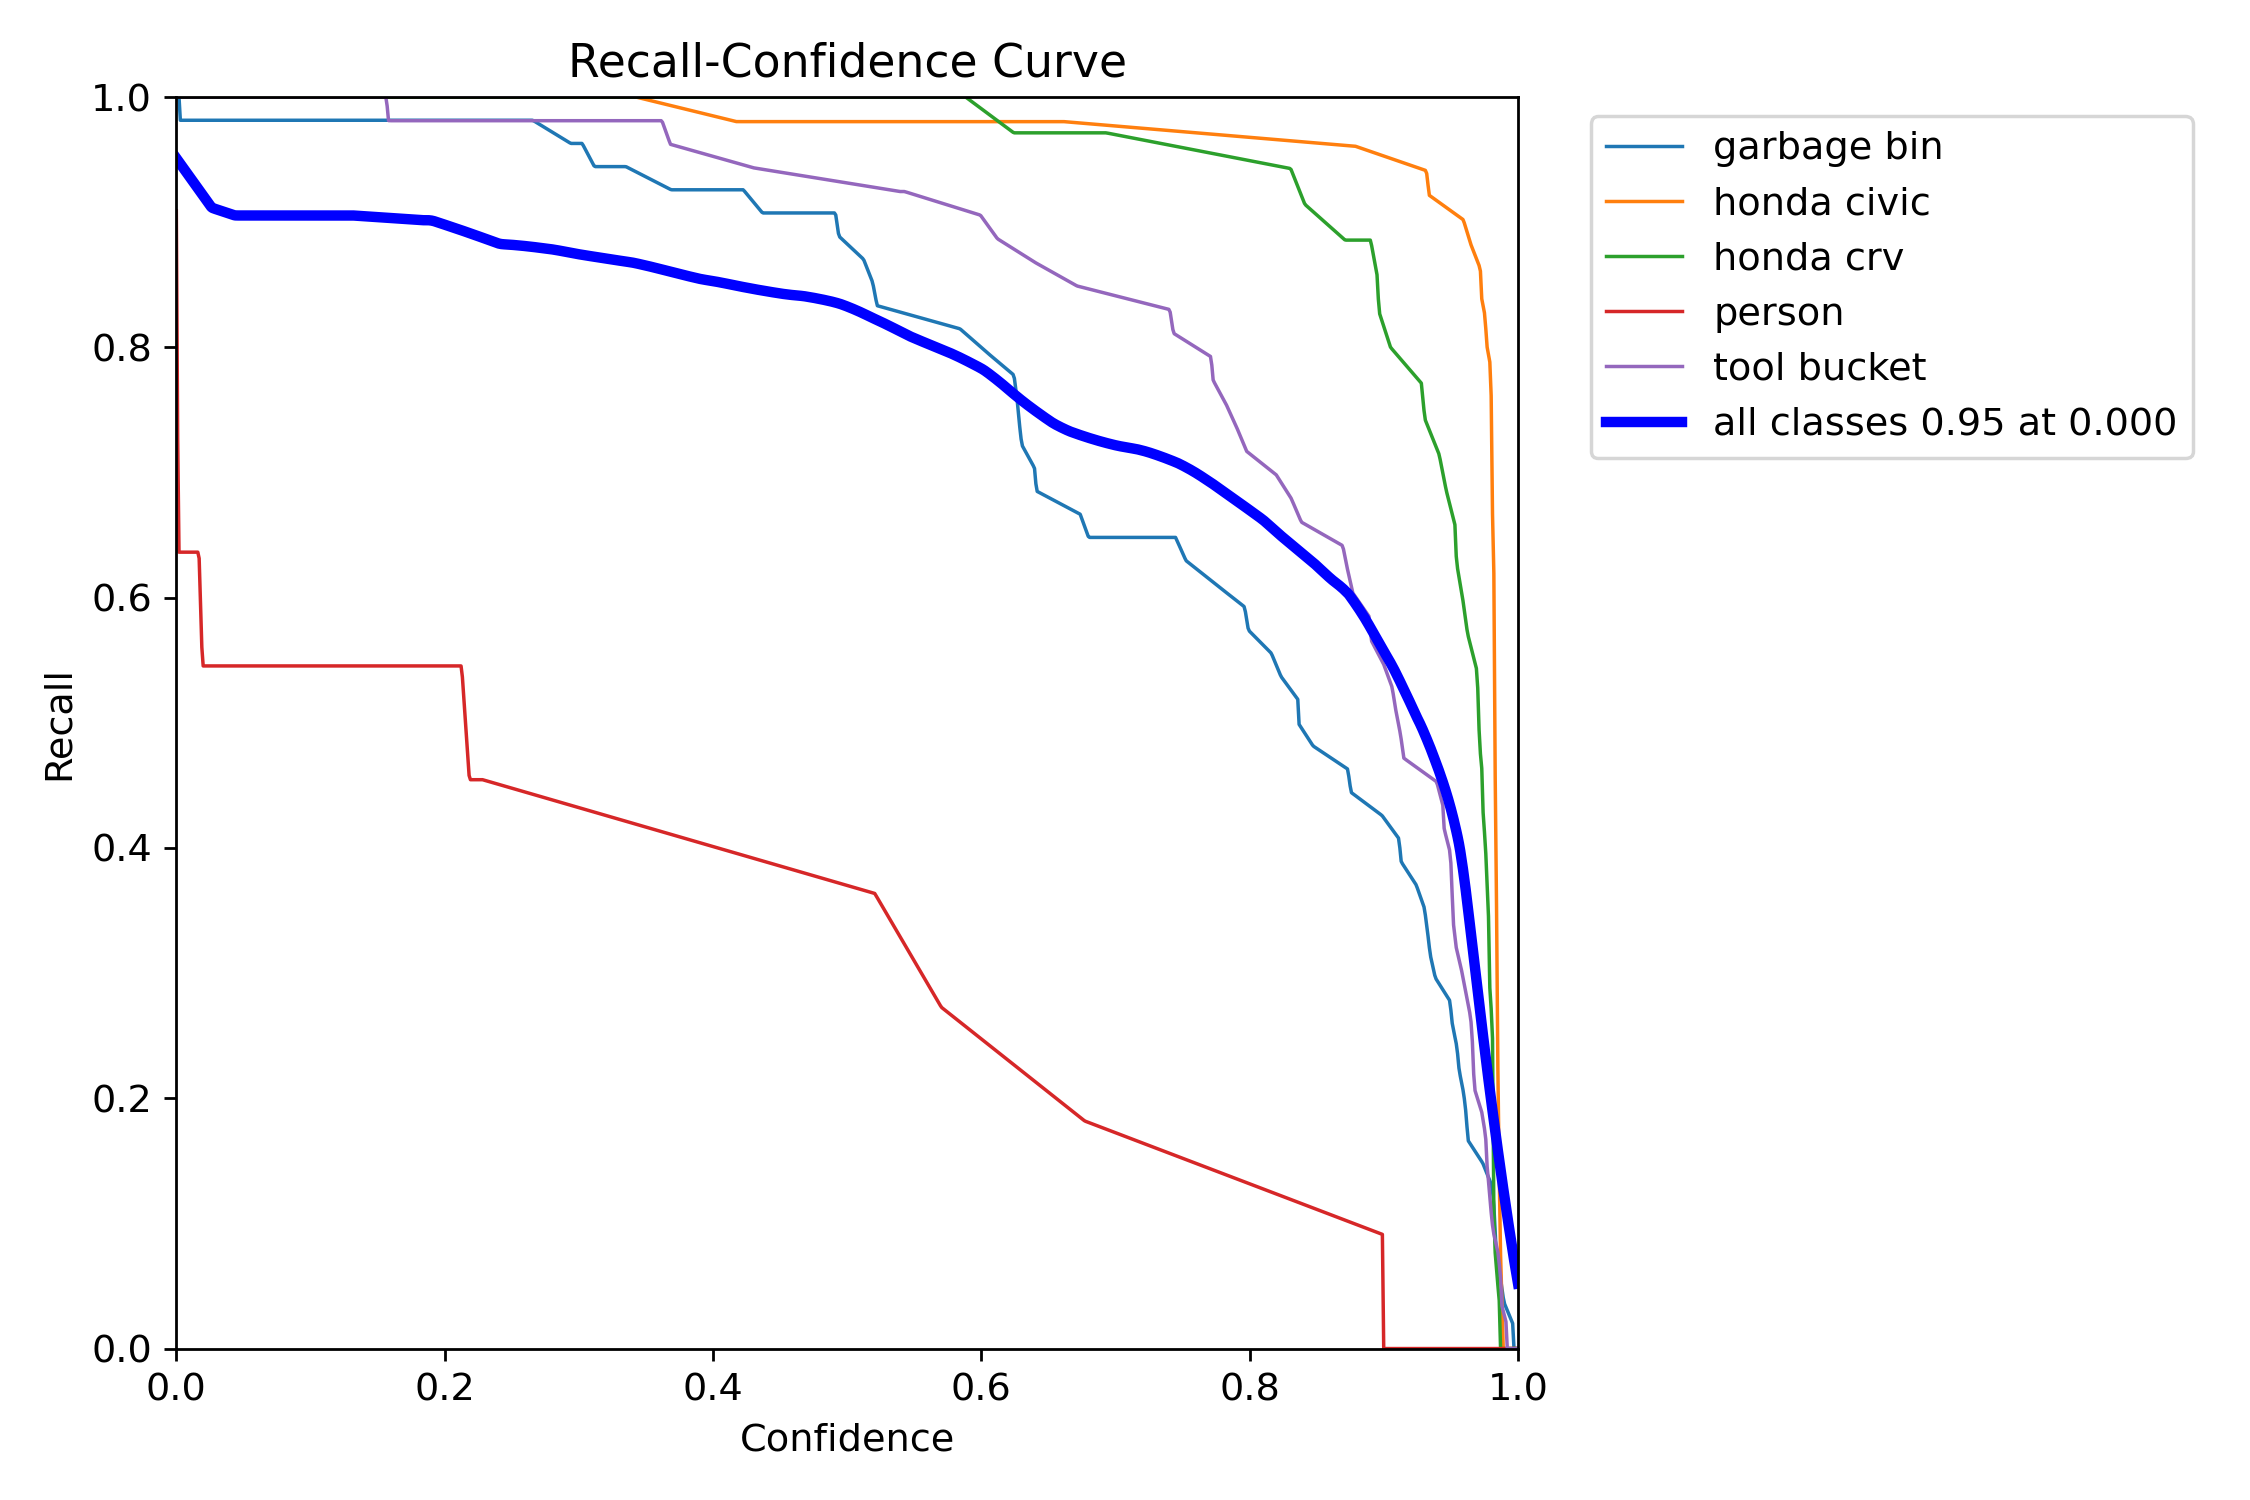 Recall-Confidence Curve
1.0
0.8
0.6
0.4
0.2
0.0
Recall
0.0 0.2 0.4 0.6 0.8 1.0
Confidence
garbage bin
honda civic
honda crv
person
tool bucket
all classes 0.95 at 0.000